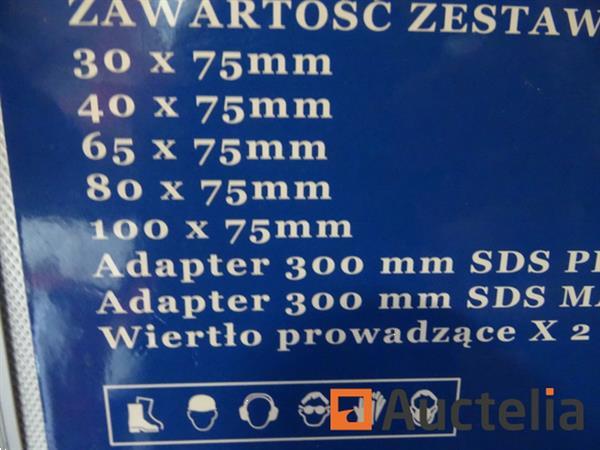 ZAWARTOŚĆ ZESTAW
30 x 75mm
40 x 75mm
65 x 75mm
80 x 75mm
100 x 75mm
Adapter 300 mm SDS
Adapter 300 mm SDS
Wiertło prowadzące X 2
Auctelia